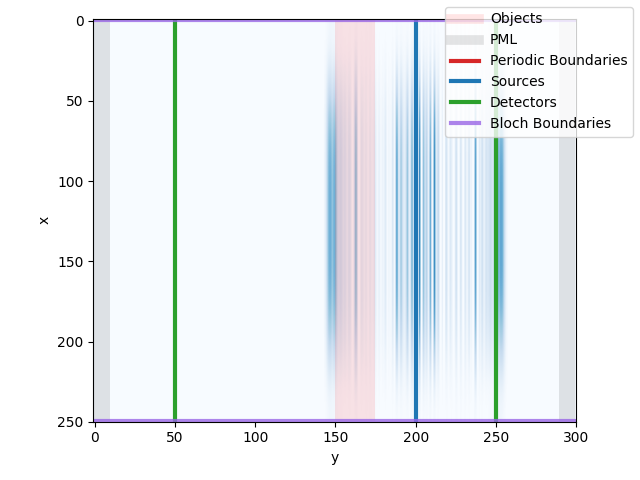 Objects
PML
Periodic Boundaries
Sources
Detectors
Bloch Boundaries
0
50
100
150
200
250
x
0 50 100 150 200 250 300
y